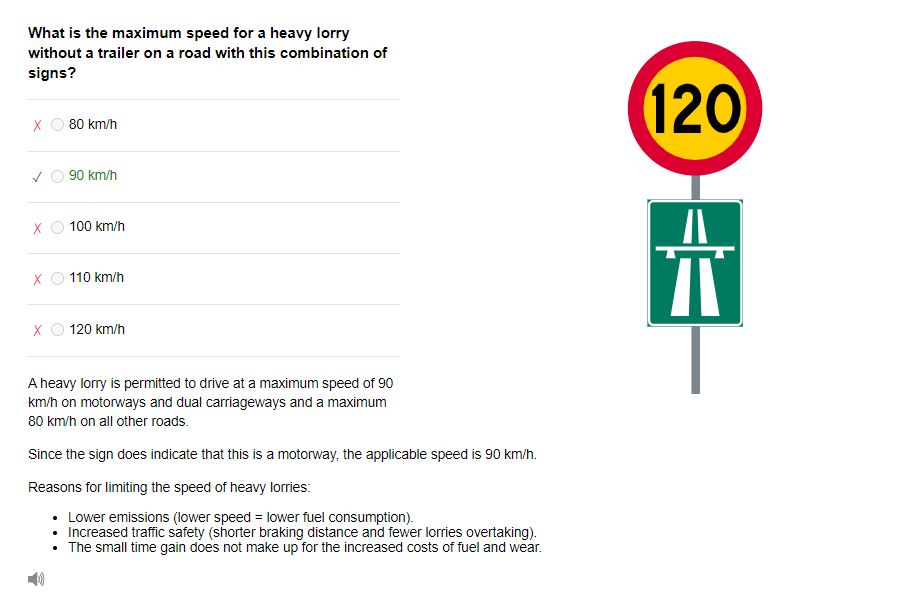 What is the maximum speed for a heavy lorry
without a trailer on a road with this combination of
signs?
120
80 km/h
90 km/h
100 km/h
110 km/h
120 km/h
A heavy lorry is permitted to drive at a maximum speed of 90
km/h on motorways and dual carriageways and a maximum
80 km/h on all other roads.
Since the sign does indicate that this is a motorway, the applicable speed is 90 km/h.
Reasons for limiting the speed of heavy lorries:
• Lower emissions (lower speed = lower fuel consumption).
• Increased traffic safety (shorter braking distance and fewer lorries overtaking).
• The small time gain does not make up for the increased costs of fuel and wear.